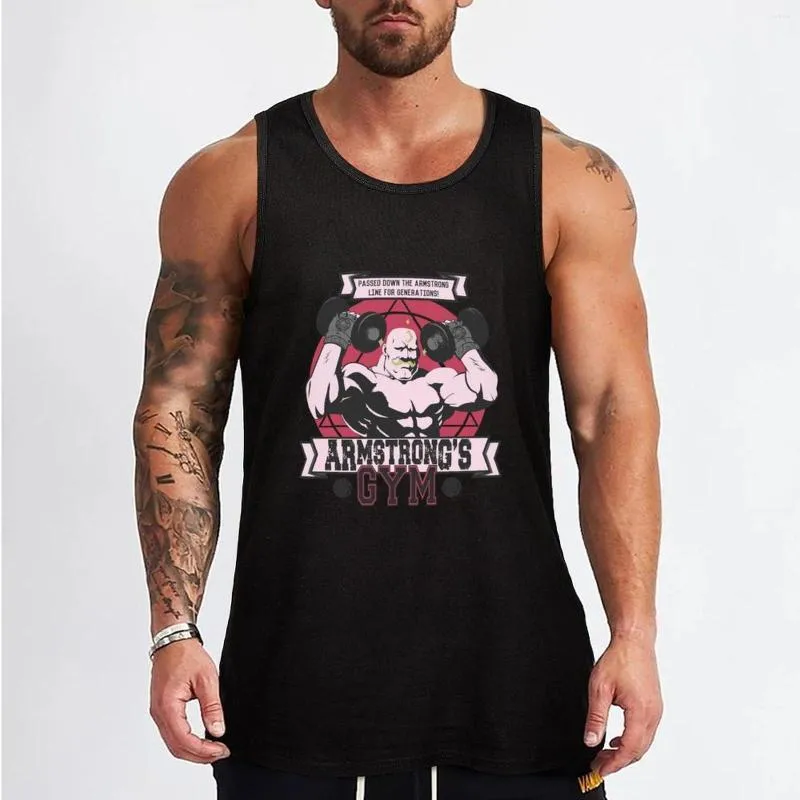 PASSED DOWN THE ARMSTRONG
LINE FOR GENERATIONS!
ARMSTRONG'S
GYM